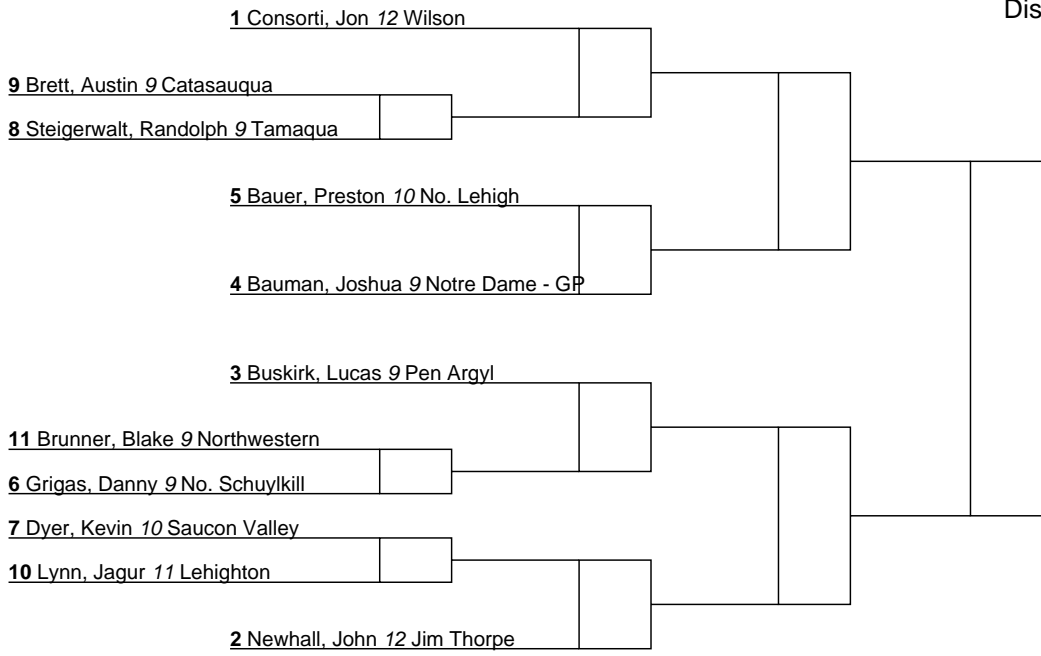 Dis
1 Consorti, Jon 12 Wilson
9 Brett, Austin 9 Catasauqua
8 Steigerwalt, Randolph 9 Tamaqua
5 Bauer, Preston 10 No. Lehigh
4 Bauman, Joshua 9 Notre Dame - GP
3 Buskirk, Lucas 9 Pen Argyl
11 Brunner, Blake 9 Northwestern
6 Grigas, Danny 9 No. Schuylkill
7 Dyer, Kevin 10 Saucon Valley
10 Lynn, Jagur 11 Lehighton
2 Newhall, John 12 Jim Thorpe